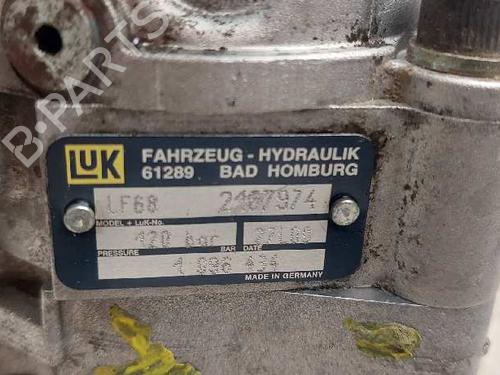 B-PARTS
LUK
FAHRZEUG - HYDRAULIK
61289 BAD HOMBURG
LF68 2107974
MODEL + LUK-No.
120 bar
PRESSURE BAR DATE
1 096 434
MADE IN GERMANY